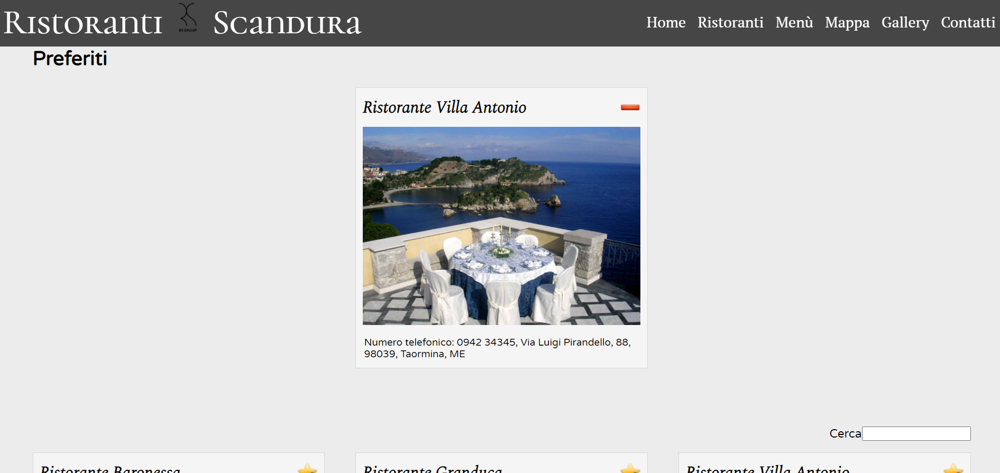 Ristoranti RS GROUP Scandura
Home Ristoranti Menù Mappa Gallery Contatti
Preferiti
Ristorante Villa Antonio
Numero telefonico: 0942 34345, Via Luigi Pirandello, 88,
98039, Taormina, ME
Cerca
Ristorante Baronessa
Ristorante Granduca
Ristorante Villa Antonio